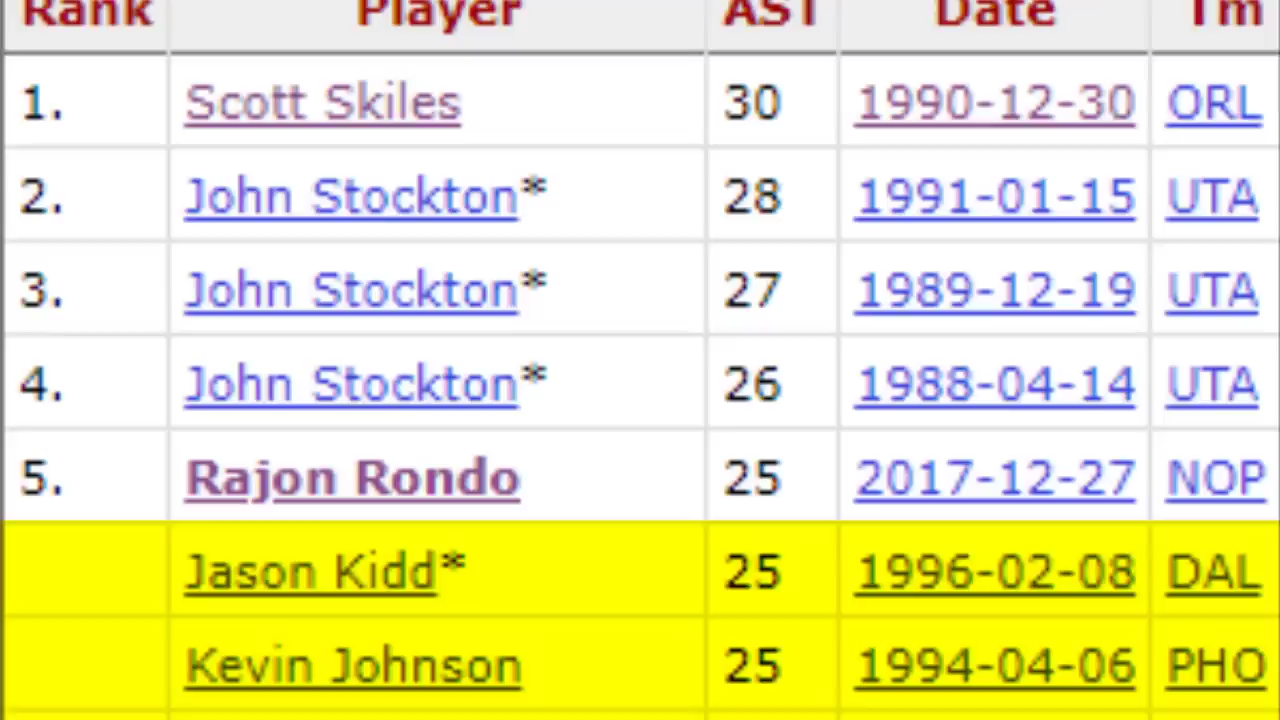 Rank Player AST Date Tm
1. Scott Skiles 30 1990-12-30 ORL
2. John Stockton* 28 1991-01-15 UTA
3. John Stockton* 27 1989-12-19 UTA
4. John Stockton* 26 1988-04-14 UTA
5. Rajon Rondo 25 2017-12-27 NOP
Jason Kidd* 25 1996-02-08 DAL
Kevin Johnson 25 1994-04-06 PHO